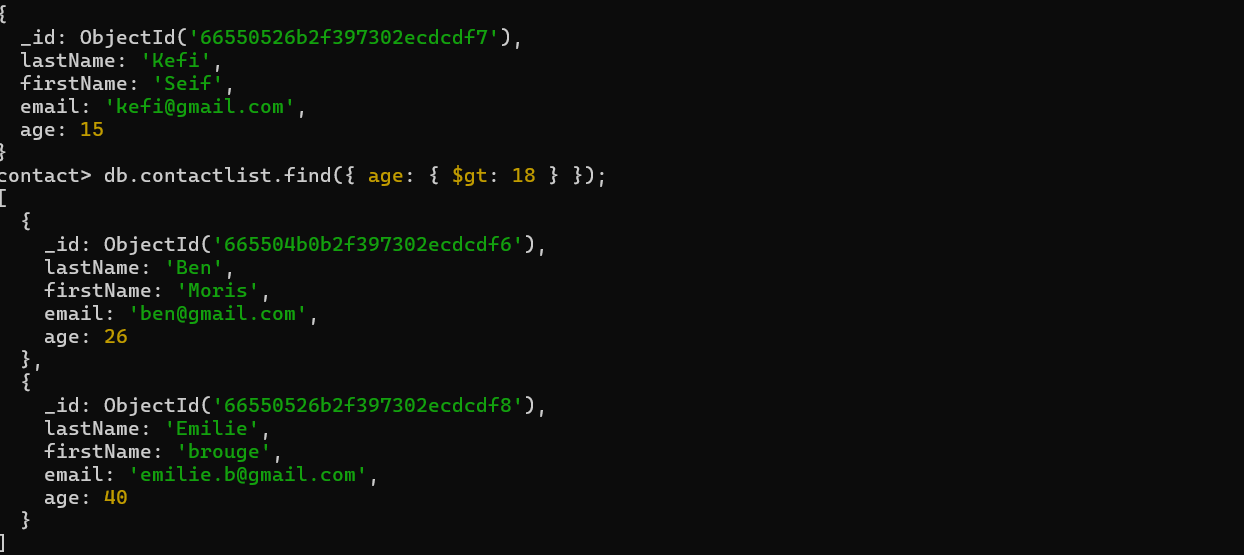 {
  _id: ObjectId('66550526b2f397302ecdcdf7'),
  lastName: 'Kefi',
  firstName: 'Seif',
  email: 'kefi@gmail.com',
  age: 15
}
contact> db.contactlist.find({ age: { $gt: 18 } });
[
  {
    _id: ObjectId('665504b0b2f397302ecdcdf6'),
    lastName: 'Ben',
    firstName: 'Moris',
    email: 'ben@gmail.com',
    age: 26
  },
  {
    _id: ObjectId('66550526b2f397302ecdcdf8'),
    lastName: 'Emilie',
    firstName: 'brouge',
    email: 'emilie.b@gmail.com',
    age: 40
  }
]